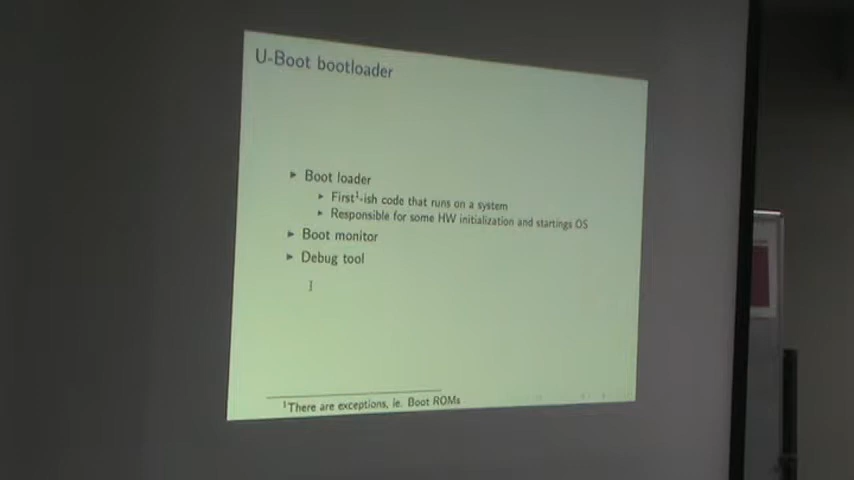 U-Boot bootloader
▶ Boot loader
▶ First¹-ish code that runs on a system
▶ Responsible for some HW initialization and startings OS
▶ Boot monitor
▶ Debug tool
¹There are exceptions, ie. Boot ROMs